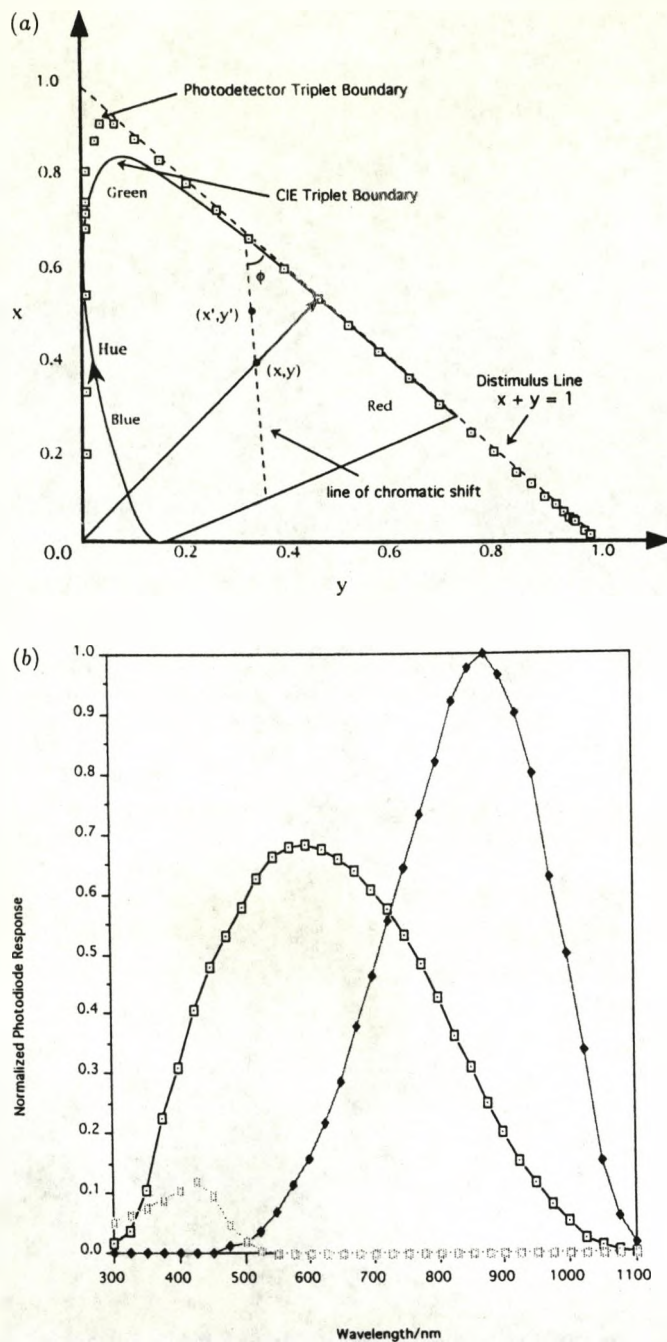 (a)
1.0
Photodetector Triplet Boundary
0.8
Green
CIE Triplet Boundary
0.6
φ
x
(x',y')
0.4
Hue
(x,y)
Distimulus Line
x + y = 1
Blue
Red
0.2
line of chromatic shift
0.0
0.2
0.4
0.6
0.8
1.0
y
(b)
1.0
0.9
0.8
0.7
0.6
0.5
0.4
0.3
0.2
0.1
0.0
Normalized Photodiode Response
300
400
500
600
700
800
900
1000
1100
Wavelength/nm